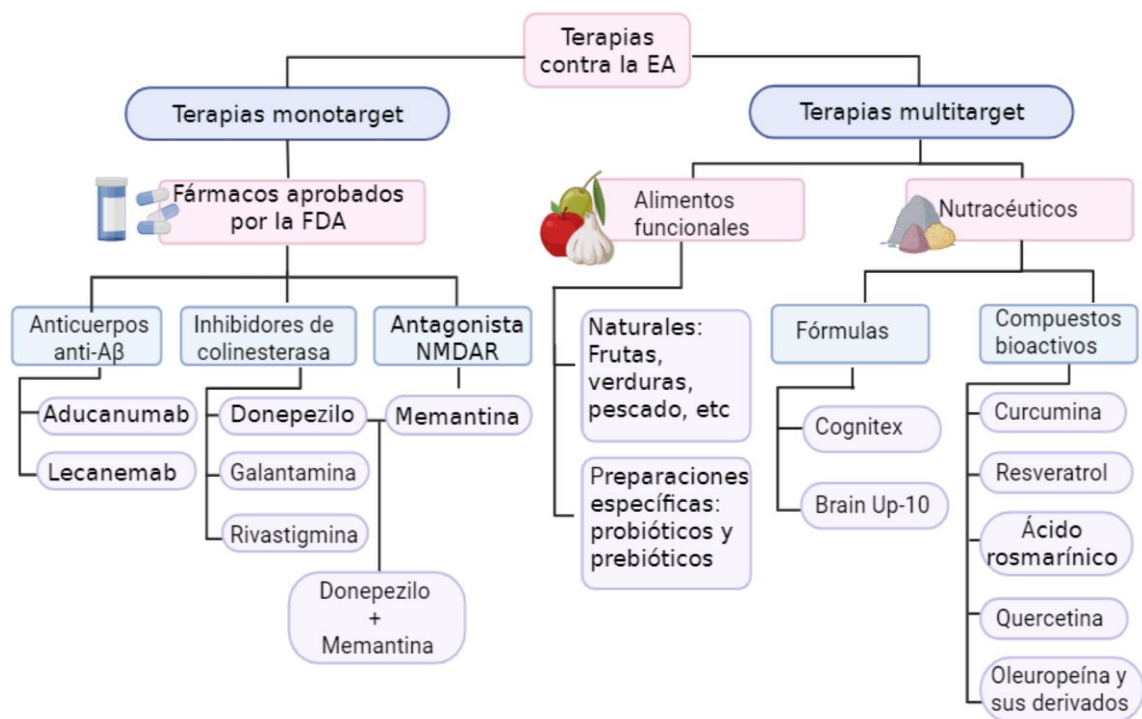 Terapias
contra la EA
Terapias monotarget
Terapias multitarget
Fármacos aprobados
por la FDA
Alimentos
funcionales
Nutracéuticos
Anticuerpos
anti-Aβ
Inhibidores de
colinesterasa
Antagonista
NMDAR
Aducanumab
Lecanemab
Donepezilo
Galantamina
Rivastigmina
Memantina
Donepezilo
+
Memantina
Naturales:
Frutas,
verduras,
pescado, etc
Preparaciones
específicas:
probióticos y
prebióticos
Fórmulas
Cognitex
Brain Up-10
Compuestos
bioactivos
Curcumina
Resveratrol
Ácido
rosmarínico
Quercetina
Oleuropeína y
sus derivados